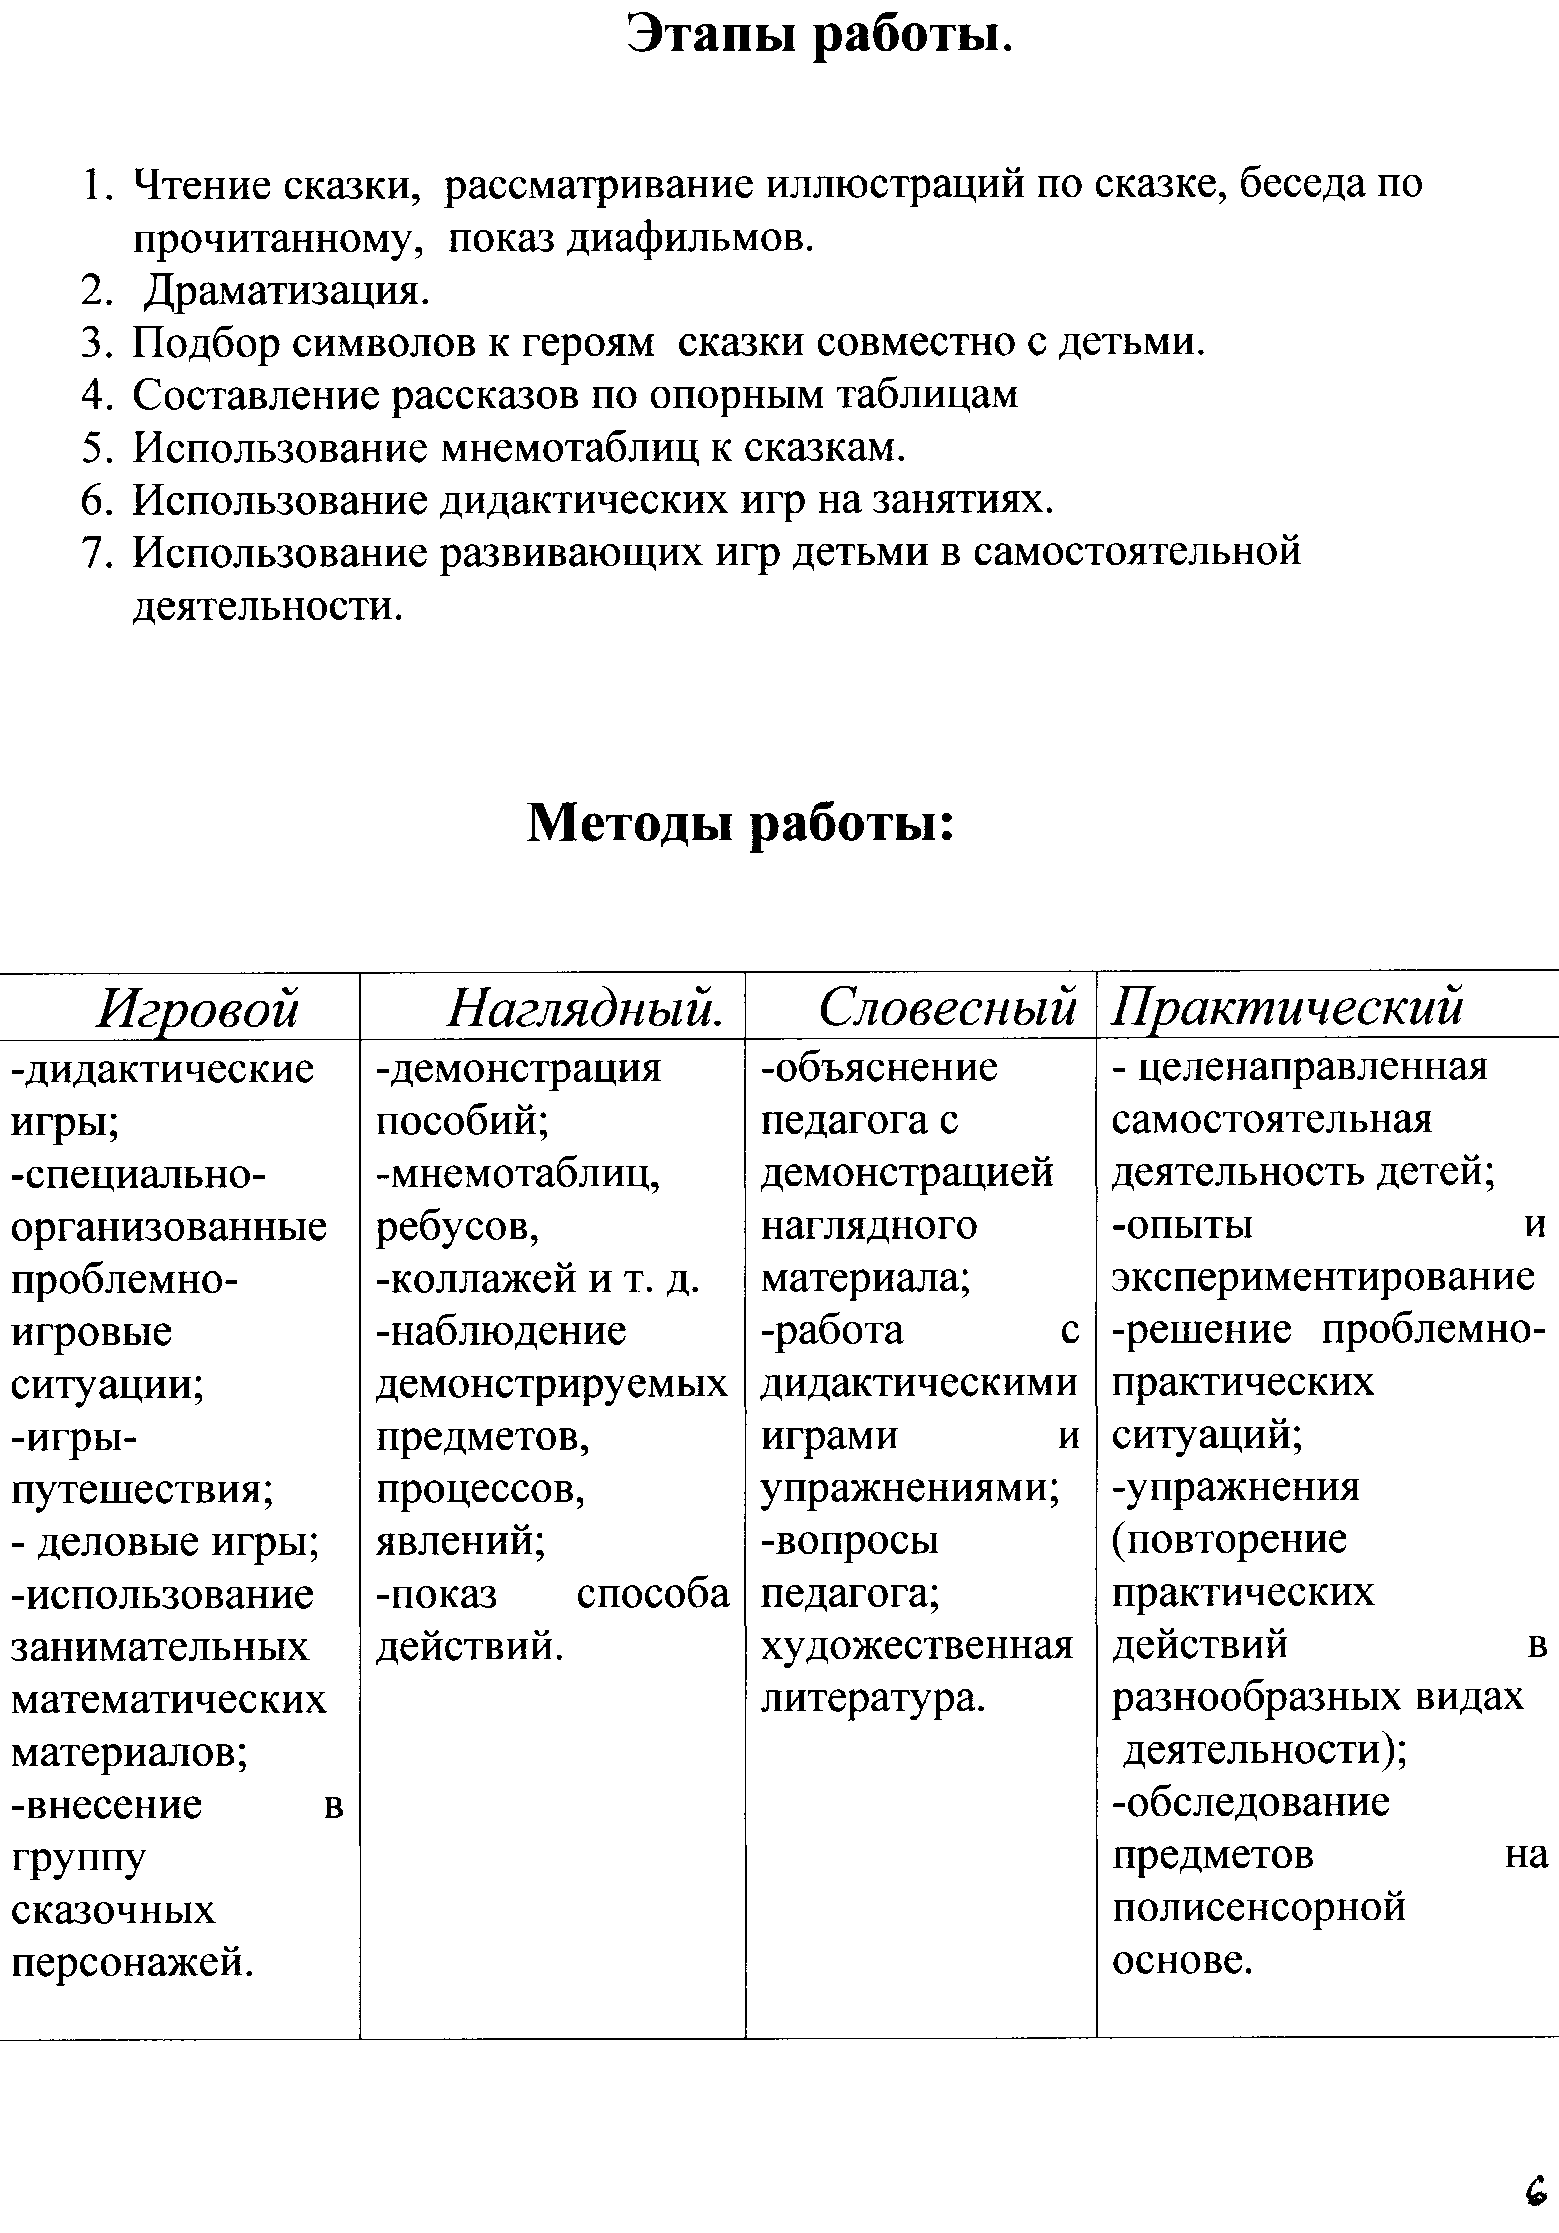 Этапы работы.
1. Чтение сказки, рассматривание иллюстраций по сказке, беседа по
прочитанному, показ диафильмов.
2. Драматизация.
3. Подбор символов к героям сказки совместно с детьми.
4. Составление рассказов по опорным таблицам
5. Использование мнемотаблиц к сказкам.
6. Использование дидактических игр на занятиях.
7. Использование развивающих игр детьми в самостоятельной
деятельности.
Методы работы:
Игровой
-дидактические
игры;
-специально-
организованные
проблемно-
игровые
ситуации;
-игры-
путешествия;
- деловые игры;
-использование
занимательных
математических
материалов;
-внесение в
группу
сказочных
персонажей.
Наглядный.
-демонстрация
пособий;
-мнемотаблиц,
ребусов,
-коллажей и т. д.
-наблюдение
демонстрируемых
предметов,
процессов,
явлений;
-показ способа
действий.
Словесный
-объяснение
педагога с
демонстрацией
наглядного
материала;
-работа с
дидактическими
играми и
упражнениями;
-вопросы
педагога;
художественная
литература.
Практический
- целенаправленная
самостоятельная
деятельность детей;
-опыты и
экспериментирование
-решение проблемно-
практических
ситуаций;
-упражнения
(повторение
практических
действий в
разнообразных видах
деятельности);
-обследование
предметов на
полисенсорной
основе.
6